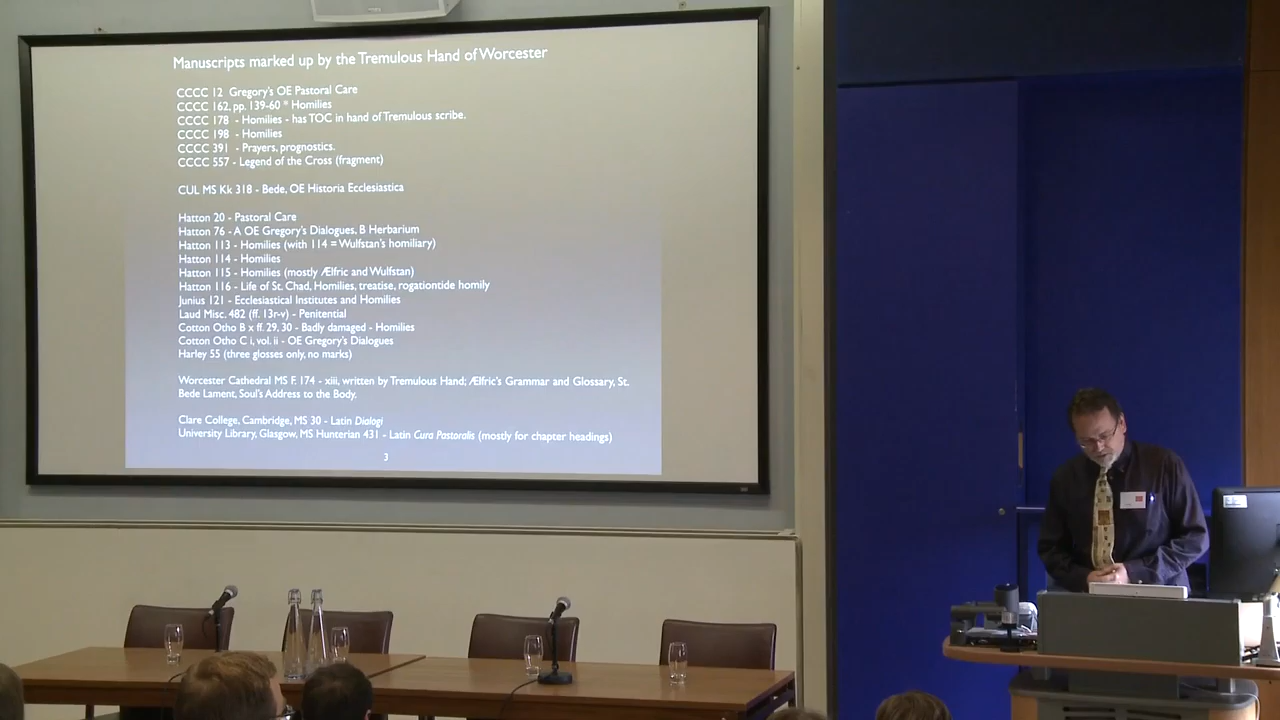 Manuscripts marked up by the Tremulous Hand of Worcester
CCCC 12 Gregory's OE Pastoral Care
CCCC 162, pp. 139-60 * Homilies
CCCC 178 - Homilies - has TOC in hand of Tremulous scribe.
CCCC 198 - Homilies
CCCC 391 - Prayers, prognostics.
CCCC 557 - Legend of the Cross (fragment)
CUL MS Kk 318 - Bede, OE Historia Ecclesiastica
Hatton 20 - Pastoral Care
Hatton 76 - A OE Gregory's Dialogues, B Herbarium
Hatton 113 - Homilies (with 114 = Wulfstan's homiliary)
Hatton 114 - Homilies
Hatton 115 - Homilies (mostly Ælfric and Wulfstan)
Hatton 116 - Life of St. Chad, Homilies, treatise, rogationtide homily
Junius 121 - Ecclesiastical Institutes and Homilies
Laud Misc. 482 (ff. 13r-v) - Penitential
Cotton Otho B x ff. 29, 30 - Badly damaged - Homilies
Cotton Otho C i, vol. ii - OE Gregory's Dialogues
Harley 55 (three glosses only, no marks)
Worcester Cathedral MS F. 174 - xiii, written by Tremulous Hand; Ælfric's Grammar and Glossary, St.
Bede Lament, Soul's Address to the Body.
Clare College, Cambridge, MS 30 - Latin Dialogi
University Library, Glasgow, MS Hunterian 431 - Latin Cura Pastoralis (mostly for chapter headings)
3